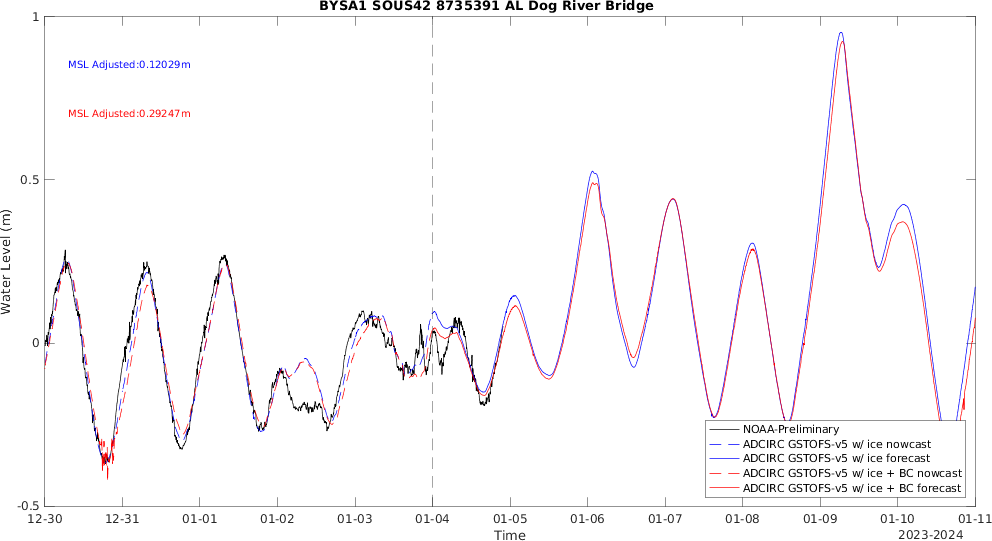 BYSA1 SOUS42 8735391 AL Dog River Bridge
MSL Adjusted:0.12029m
MSL Adjusted:0.29247m
Water Level (m)
1
0.5
0
-0.5
NOAA-Preliminary
ADCIRC GSTOFS-v5 w/ ice nowcast
ADCIRC GSTOFS-v5 w/ ice forecast
ADCIRC GSTOFS-v5 w/ ice + BC nowcast
ADCIRC GSTOFS-v5 w/ ice + BC forecast
12-30 12-31 01-01 01-02 01-03 01-04 01-05 01-06 01-07 01-08 01-09 01-10 01-11
Time
2023-2024